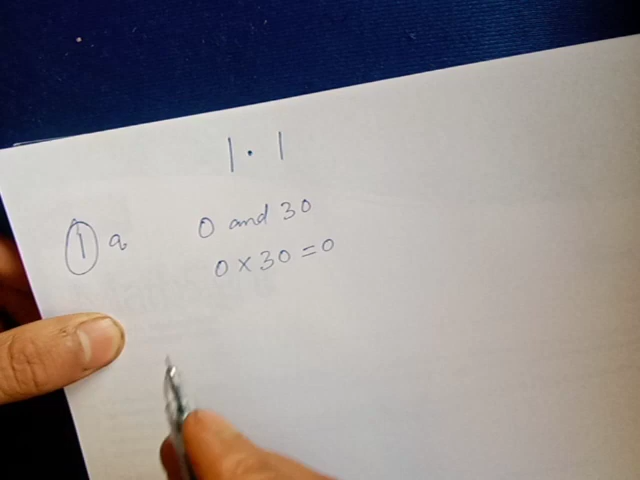 1.1
① a 0 and 30
0 × 30 = 0